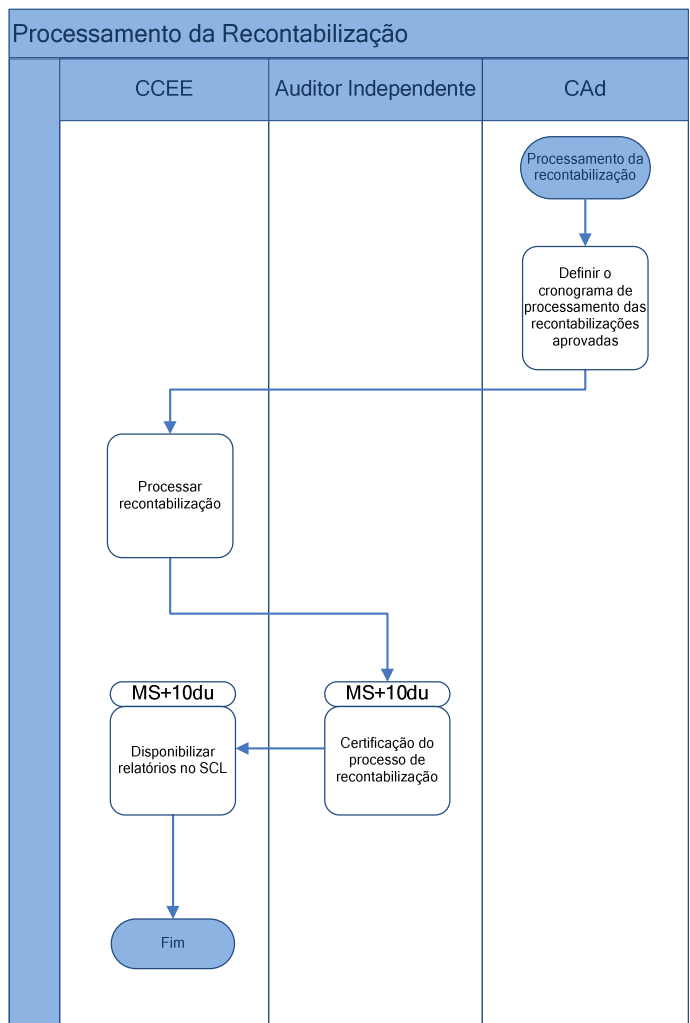 Processamento da Recontabilização
CCEE
Auditor Independente
CAd
Processamento da
recontabilização
Definir o
cronograma de
processamento das
recontabilizações
aprovadas
Processar
recontabilização
MS+10du
Disponibilizar
relatórios no SCL
MS+10du
Certificação do
processo de
recontabilização
Fim